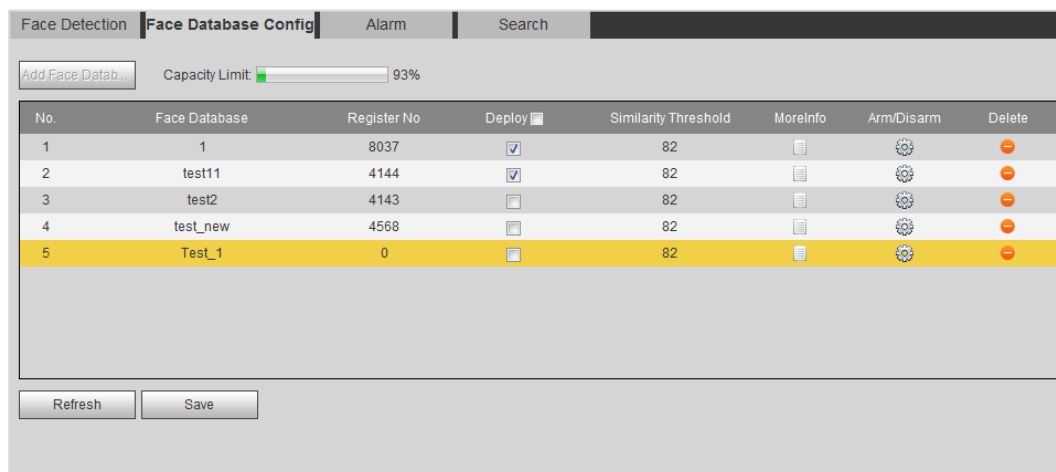 Face Detection Face Database Config Alarm Search
Add Face Datab... Capacity Limit: 93%
No. Face Database Register No Deploy Similarity Threshold MoreInfo Arm/Disarm Delete
1 1 8037 82
2 test11 4144 82
3 test2 4143 82
4 test_new 4568 82
5 Test_1 0 82
Refresh Save